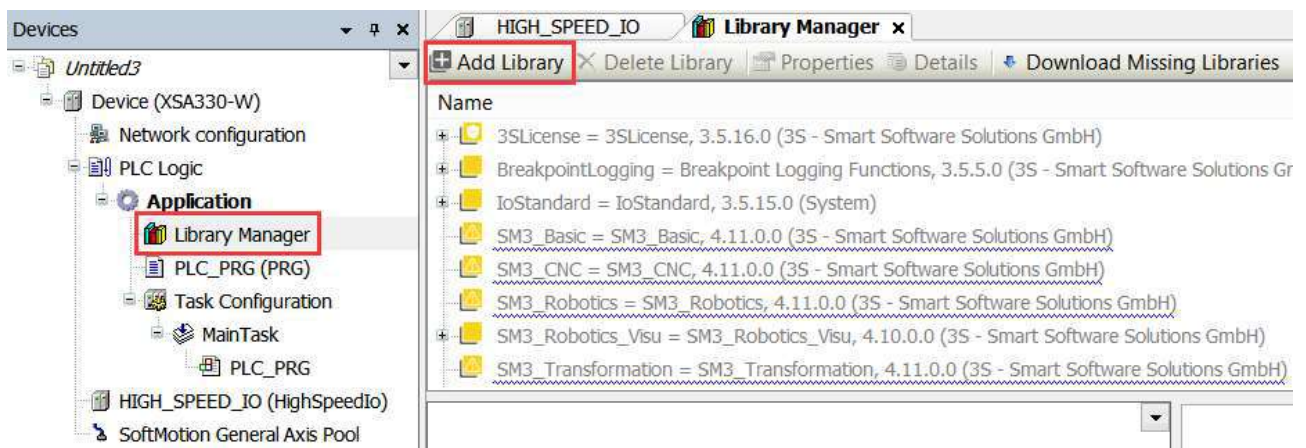 Devices
Untitled3
Device (XSA330-W)
Network configuration
PLC Logic
Application
Library Manager
PLC_PRG (PRG)
Task Configuration
MainTask
PLC_PRG
HIGH_SPEED_IO (HighSpeedIo)
SoftMotion General Axis Pool
HIGH_SPEED_IO Library Manager
Add Library Delete Library Properties Details Download Missing Libraries
Name
3SLicense = 3SLicense, 3.5.16.0 (3S - Smart Software Solutions GmbH)
BreakpointLogging = Breakpoint Logging Functions, 3.5.5.0 (3S - Smart Software Solutions Gr
IoStandard = IoStandard, 3.5.15.0 (System)
SM3_Basic = SM3_Basic, 4.11.0.0 (3S - Smart Software Solutions GmbH)
SM3_CNC = SM3_CNC, 4.11.0.0 (3S - Smart Software Solutions GmbH)
SM3_Robotics = SM3_Robotics, 4.11.0.0 (3S - Smart Software Solutions GmbH)
SM3_Robotics_Visu = SM3_Robotics_Visu, 4.10.0.0 (3S - Smart Software Solutions GmbH)
SM3_Transformation = SM3_Transformation, 4.11.0.0 (3S - Smart Software Solutions GmbH)